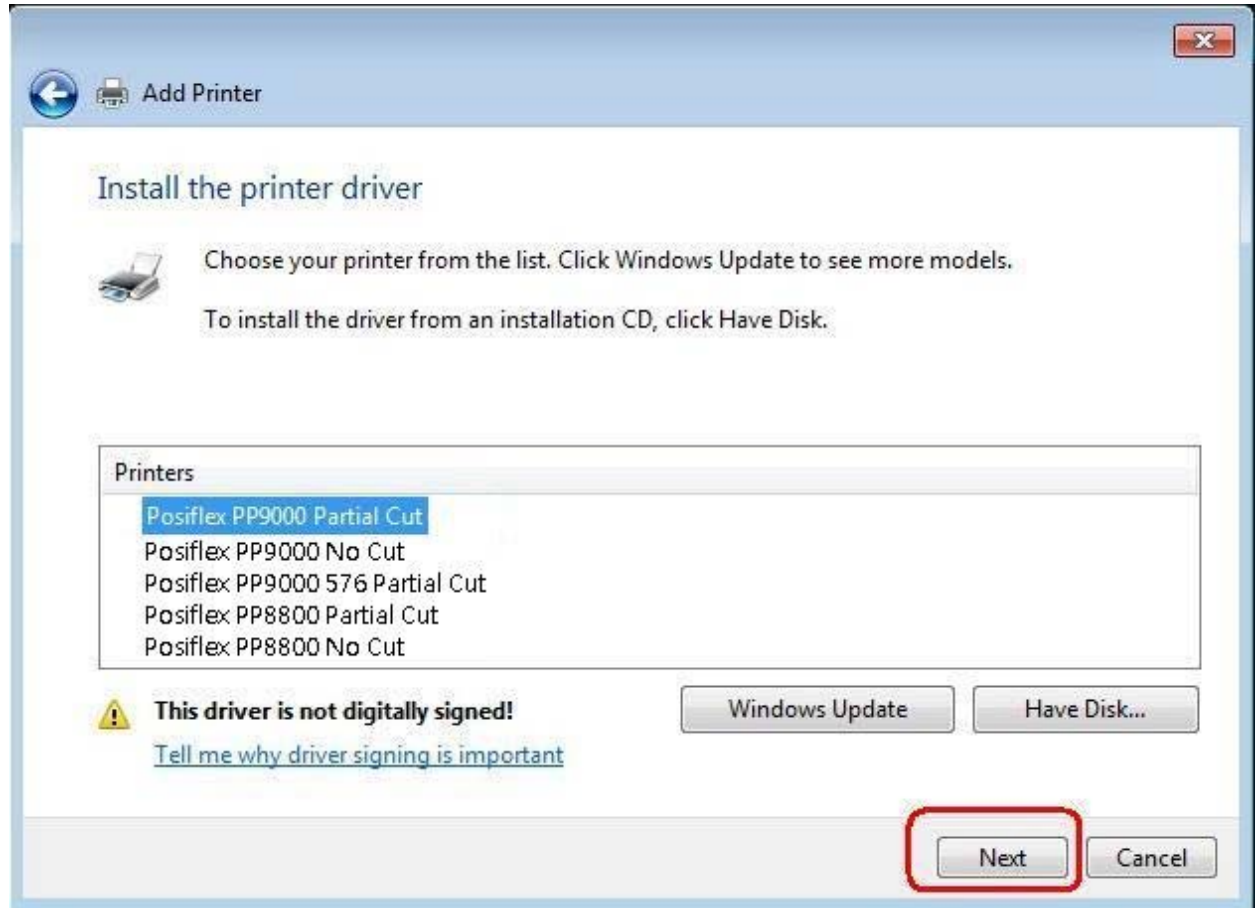 Add Printer
Install the printer driver
Choose your printer from the list. Click Windows Update to see more models.
To install the driver from an installation CD, click Have Disk.
Printers
Posiflex PP9000 Partial Cut
Posiflex PP9000 No Cut
Posiflex PP9000 576 Partial Cut
Posiflex PP8800 Partial Cut
Posiflex PP8800 No Cut
This driver is not digitally signed!
Windows Update
Have Disk...
Tell me why driver signing is important
Next
Cancel